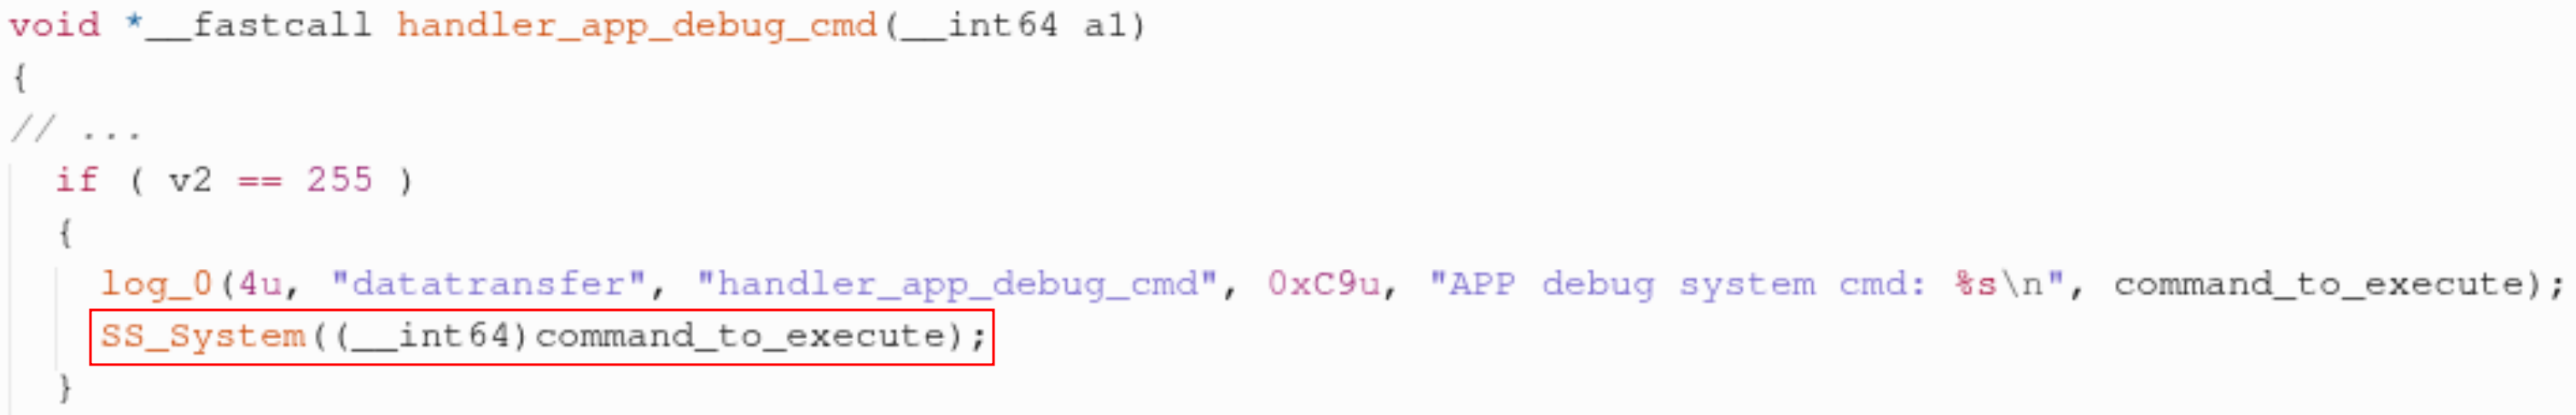 void *__fastcall handler_app_debug_cmd(__int64 a1)
{
// ...
if ( v2 == 255 )
{
log_0(4u, "datatransfer", "handler_app_debug_cmd", 0xC9u, "APP debug system cmd: %s\n", command_to_execute);
SS_System((__int64)command_to_execute);
}